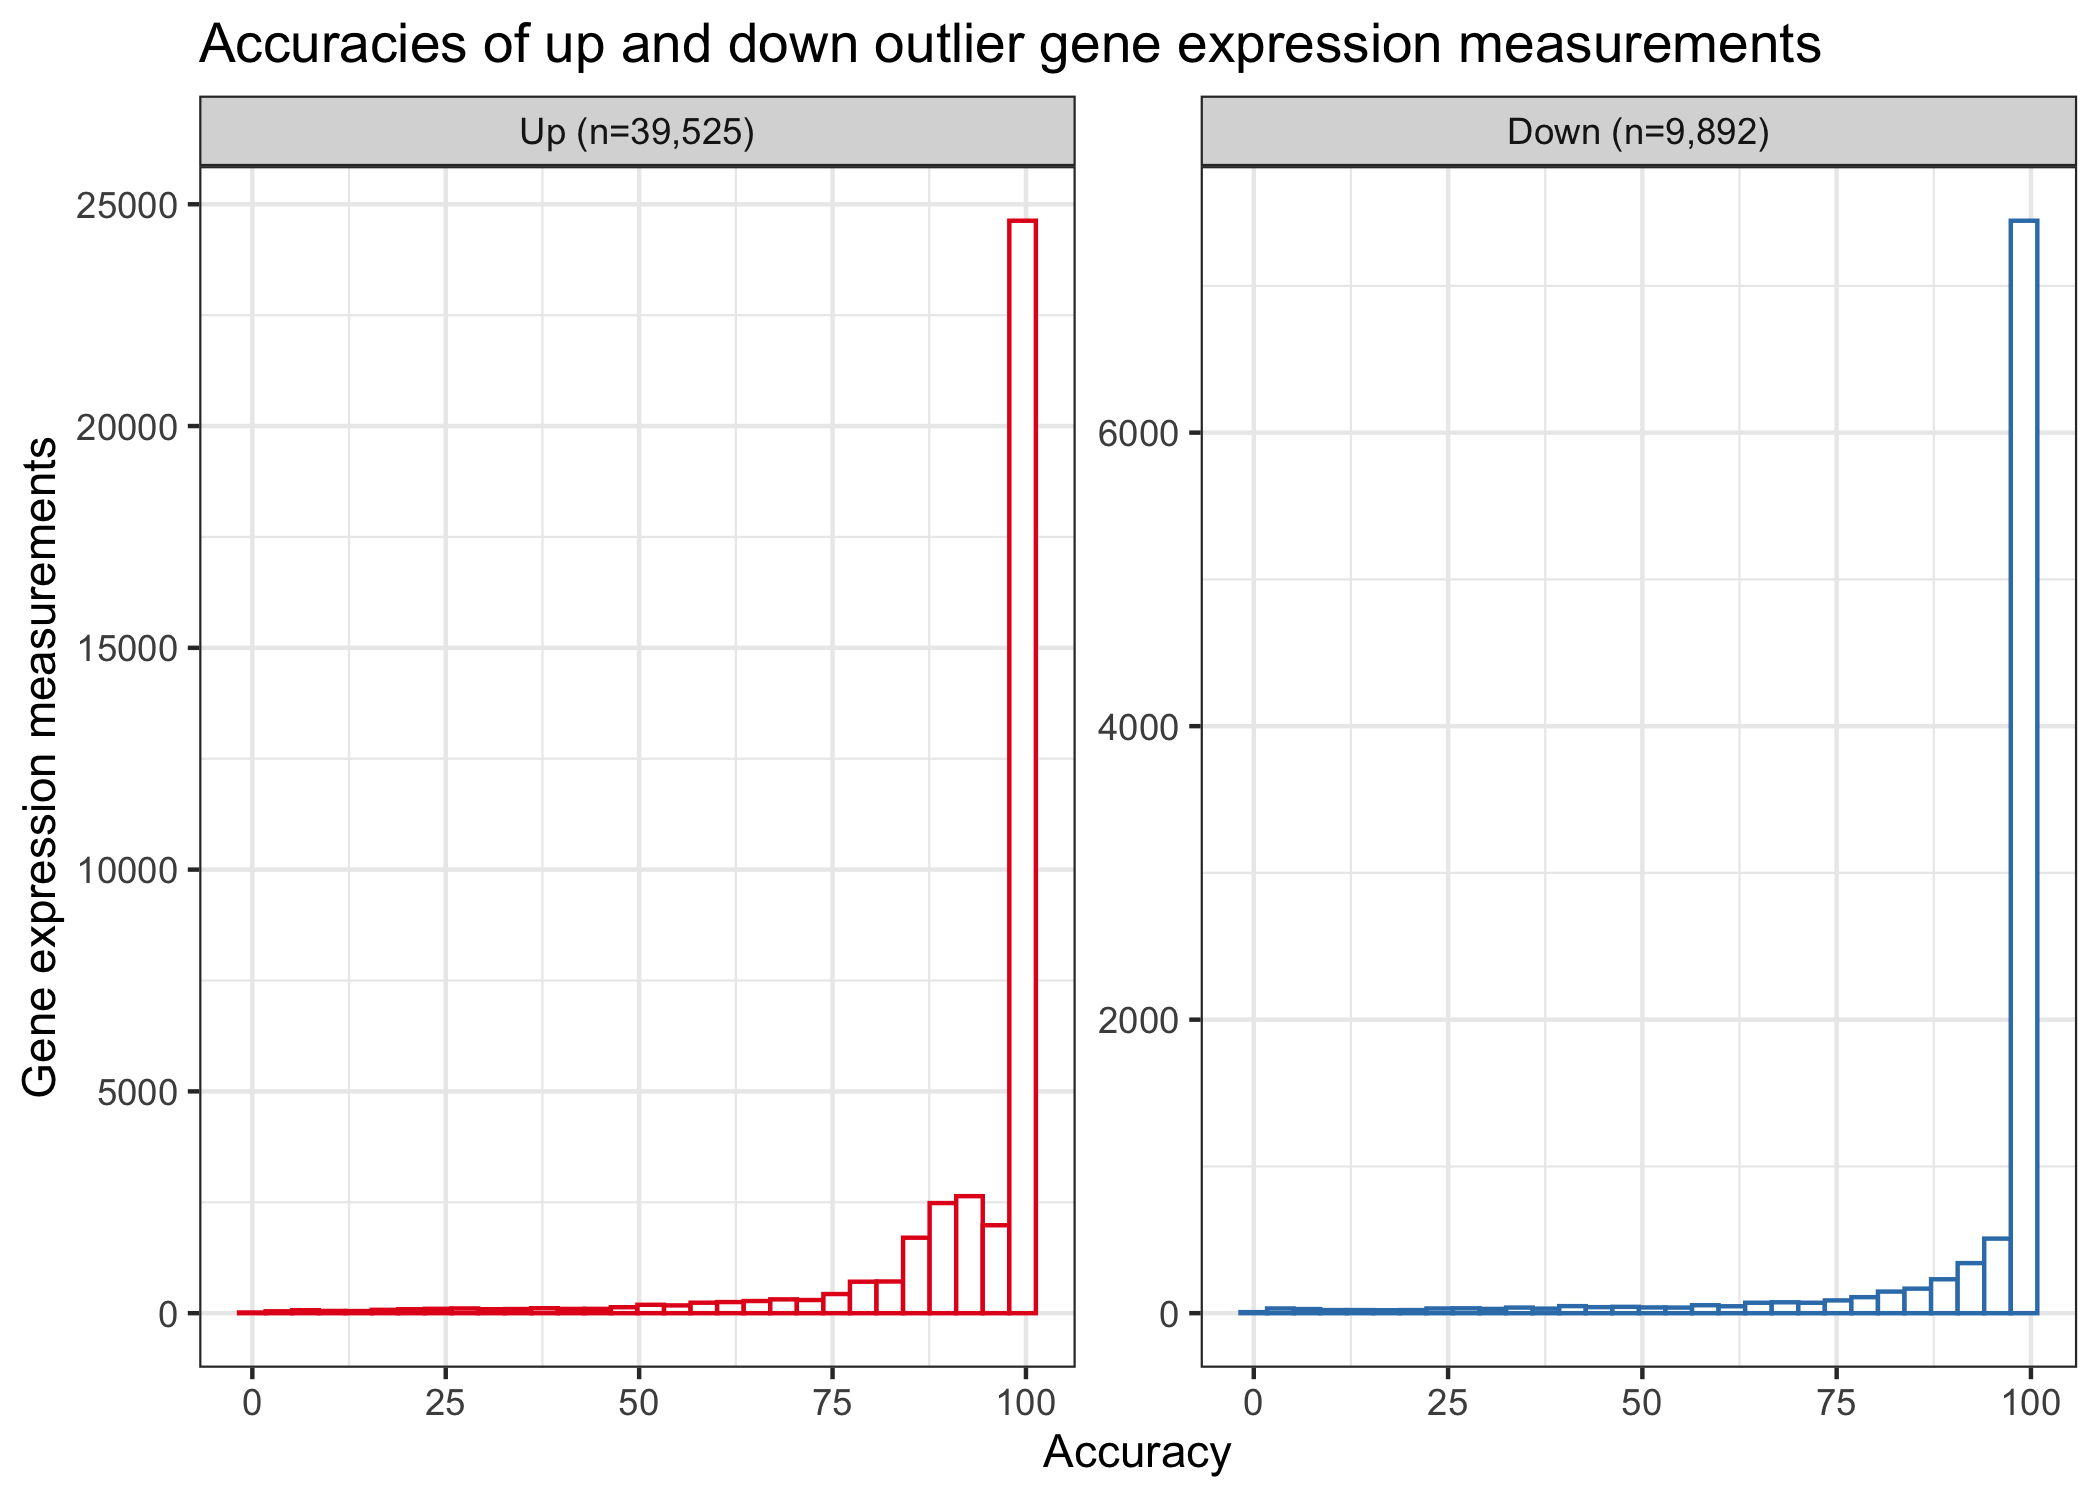 Accuracies of up and down outlier gene expression measurements
Up (n=39,525)
Down (n=9,892)
Gene expression measurements
25000
20000
15000
10000
5000
0
6000
4000
2000
0
0 25 50 75 100
0 25 50 75 100
Accuracy